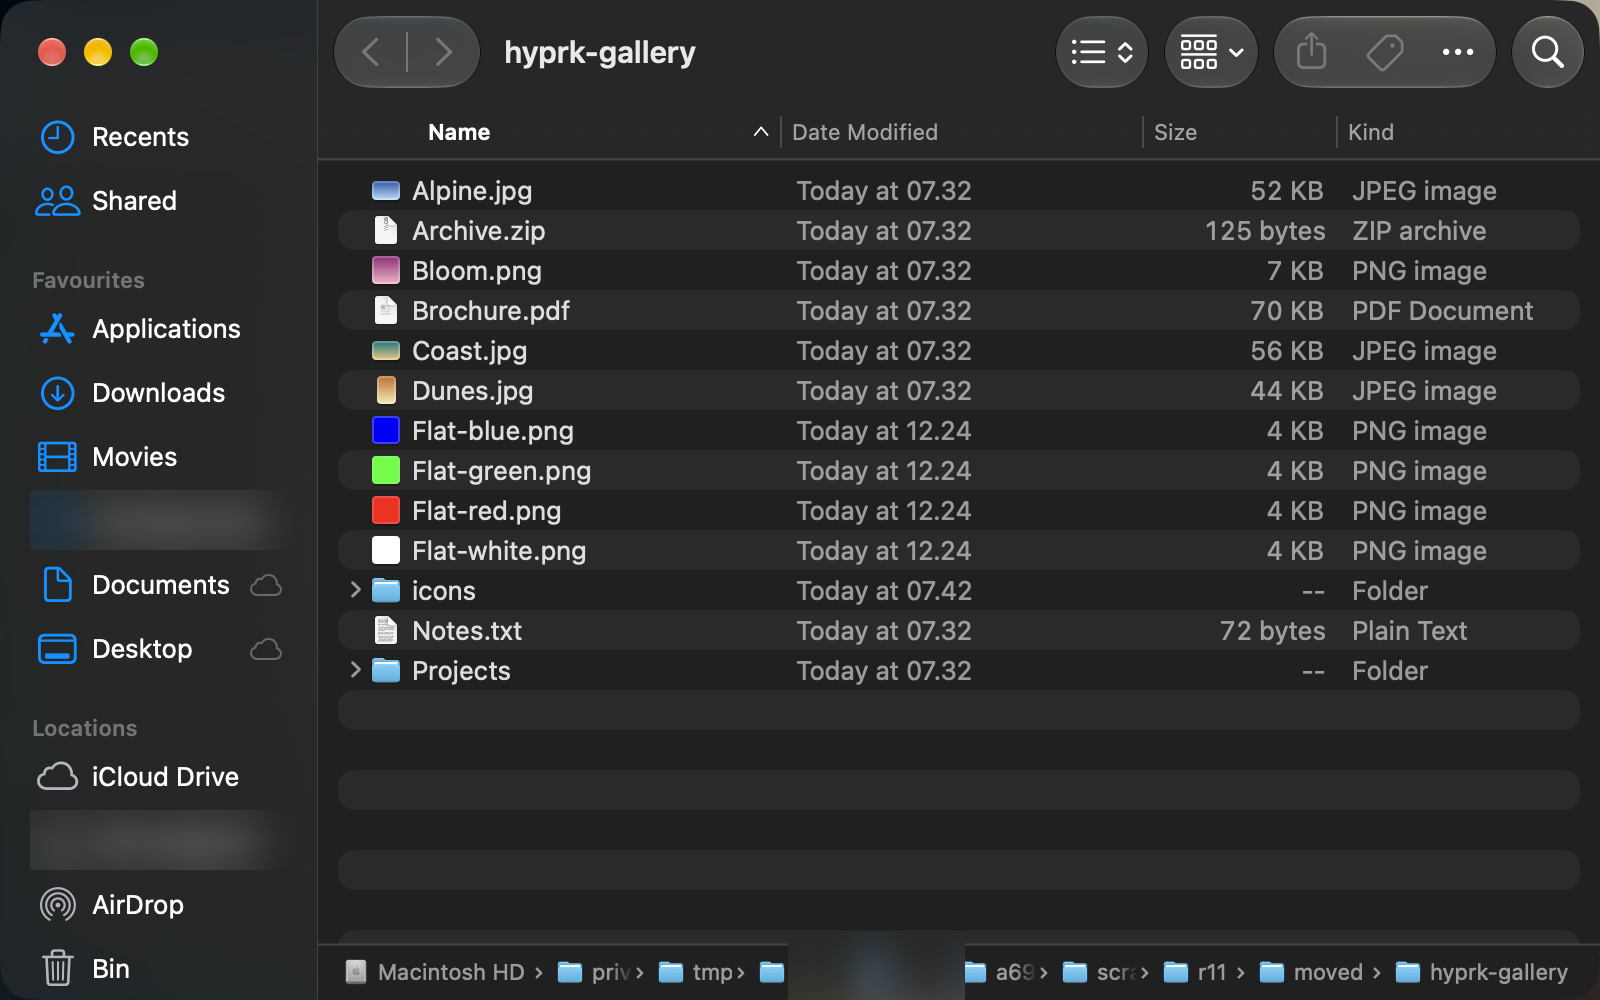 hyprk-gallery
Recents
Shared
Favourites
Applications
Downloads
Movies
Documents
Desktop
Locations
iCloud Drive
AirDrop
Bin
Name Date Modified Size Kind
Alpine.jpg Today at 07.32 52 KB JPEG image
Archive.zip Today at 07.32 125 bytes ZIP archive
Bloom.png Today at 07.32 7 KB PNG image
Brochure.pdf Today at 07.32 70 KB PDF Document
Coast.jpg Today at 07.32 56 KB JPEG image
Dunes.jpg Today at 07.32 44 KB JPEG image
Flat-blue.png Today at 12.24 4 KB PNG image
Flat-green.png Today at 12.24 4 KB PNG image
Flat-red.png Today at 12.24 4 KB PNG image
Flat-white.png Today at 12.24 4 KB PNG image
icons Today at 07.42 -- Folder
Notes.txt Today at 07.32 72 bytes Plain Text
Projects Today at 07.32 -- Folder
Macintosh HD › priv › tmp › a69 › scra › r11 › moved › hyprk-gallery